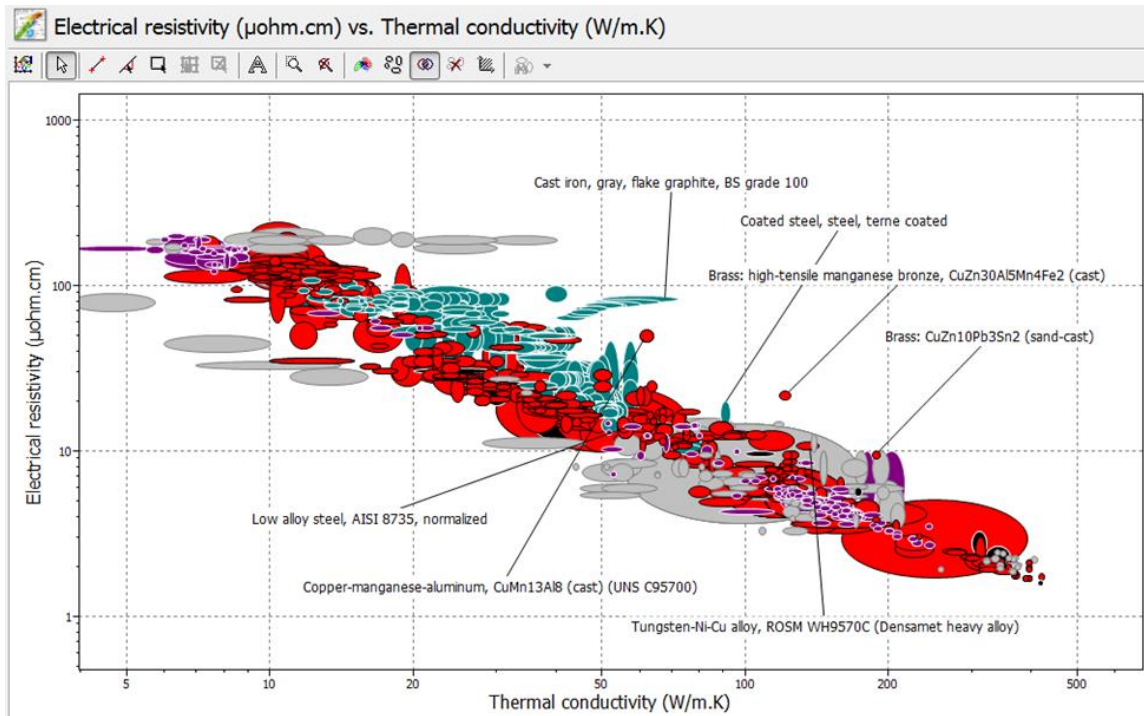 Electrical resistivity (µohm.cm) vs. Thermal conductivity (W/m.K)
1000
Cast iron, gray, flake graphite, BS grade 100
Coated steel, steel, terne coated
Brass: high-tensile manganese bronze, CuZn30Al5Mn4Fe2 (cast)
100
Brass: CuZn10Pb3Sn2 (sand-cast)
Electrical resistivity (µohm.cm)
10
Low alloy steel, AISI 8735, normalized
Copper-manganese-aluminum, CuMn13Al8 (cast) (UNS C95700)
1
Tungsten-Ni-Cu alloy, ROSM WH9570C (Densamet heavy alloy)
5 10 20 50 100 200 500
Thermal conductivity (W/m.K)